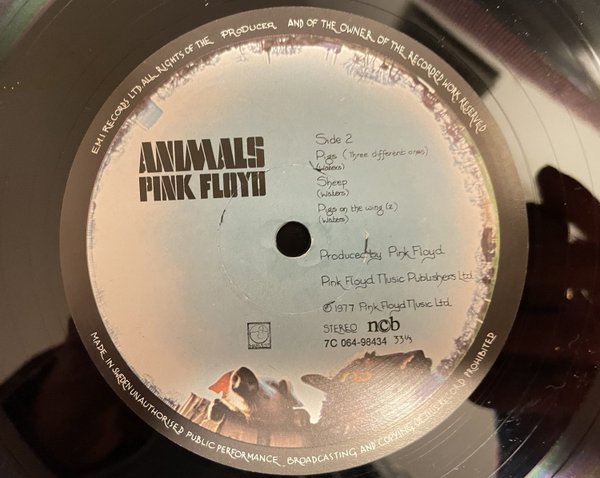 E.M.I RECORDS LTD. ALL RIGHTS OF THE PRODUCER AND OF THE OWNER OF THE RECORDED WORK RESERVED
ANIMALS
PINK FLOYD
Side 2
Pigs (Three different ones)
(Waters)
Sheep
(Waters)
Pigs on the wing (2)
(Waters)
Produced by Pink Floyd
Pink Floyd Music Publishers Ltd
℗ 1977 Pink Floyd Music Ltd.
STEREO ncb
7C 064-98434 33⅓
MADE IN SWEDEN UNAUTHORISED PUBLIC PERFORMANCE BROADCASTING AND COPYING OF THIS RECORD PROHIBITED